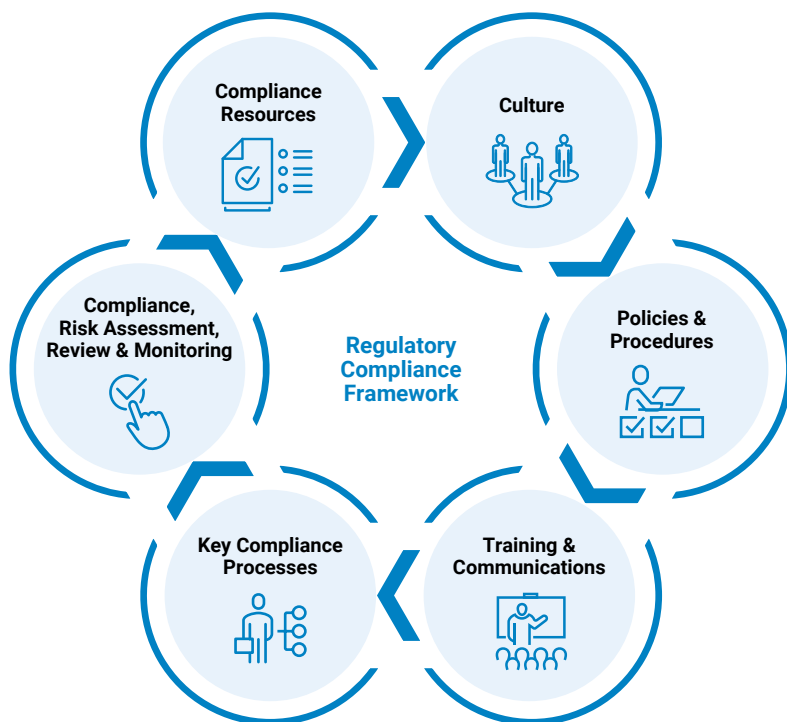 Compliance
Resources
Culture
Policies &
Procedures
Training &
Communications
Key Compliance
Processes
Compliance,
Risk Assessment,
Review & Monitoring
Regulatory
Compliance
Framework